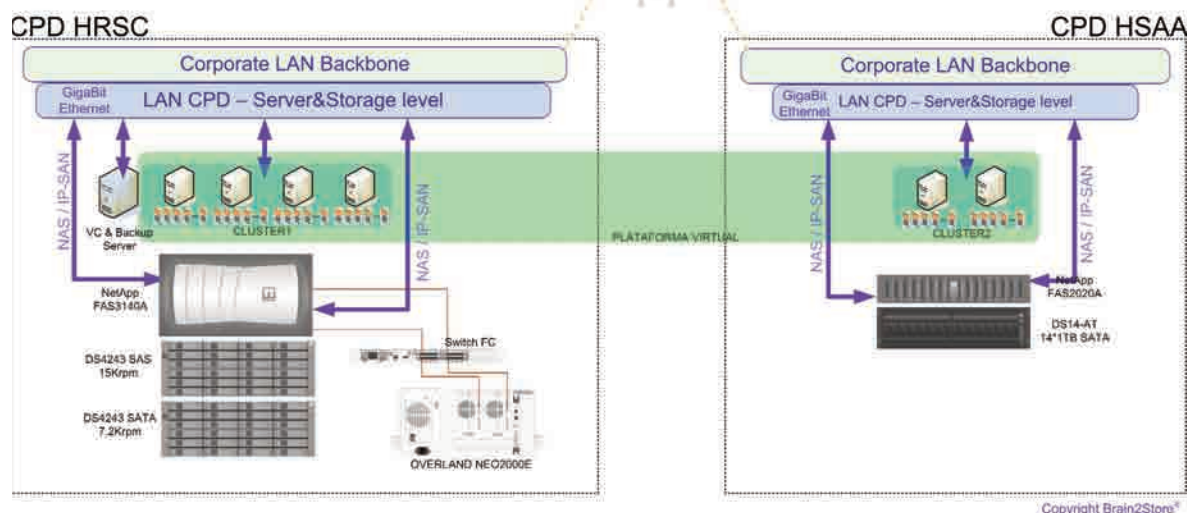 CPD HRSC
Corporate LAN Backbone
GigaBit
Ethernet
LAN CPD – Server&Storage level
NAS / IP-SAN
VC & Backup
Server
CLUSTER1
NAS / IP-SAN
NetApp
FAS3140A
DS4243 SAS
15Krpm
DS4243 SATA
7.2Krpm
Switch FC
OVERLAND NEO2000E
PLATAFORMA VIRTUAL
CPD HSAA
Corporate LAN Backbone
GigaBit
Ethernet
LAN CPD – Server&Storage level
NAS / IP-SAN
CLUSTER2
NAS / IP-SAN
NetApp
FAS2020A
DS14-AT
14*1TB SATA
Copyright Brain2Store®